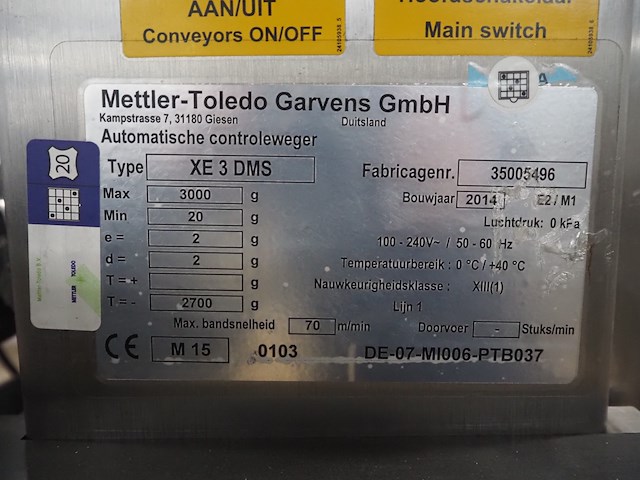 AAN/UIT
Conveyors ON/OFF
Hoofdschakelaar
Main switch
Mettler-Toledo Garvens GmbH
Kampstrasse 7, 31180 Giesen Duitsland
Automatische controleweger
Type XE 3 DMS Fabricagenr. 35005496
Max 3000 g Bouwjaar 2014 E2 / M1
Min 20 g Luchtdruk: 0 kPa
e = 2 g 100 - 240V~ / 50 - 60 Hz
d = 2 g Temperatuurbereik : 0 °C / +40 °C
T = + g Nauwkeurigheidsklasse : XIII(1)
T = - 2700 g Lijn 1
Max. bandsnelheid 70 m/min Doorvoer - Stuks/min
CE M 15 0103 DE-07-MI006-PTB037
20
METTLER TOLEDO